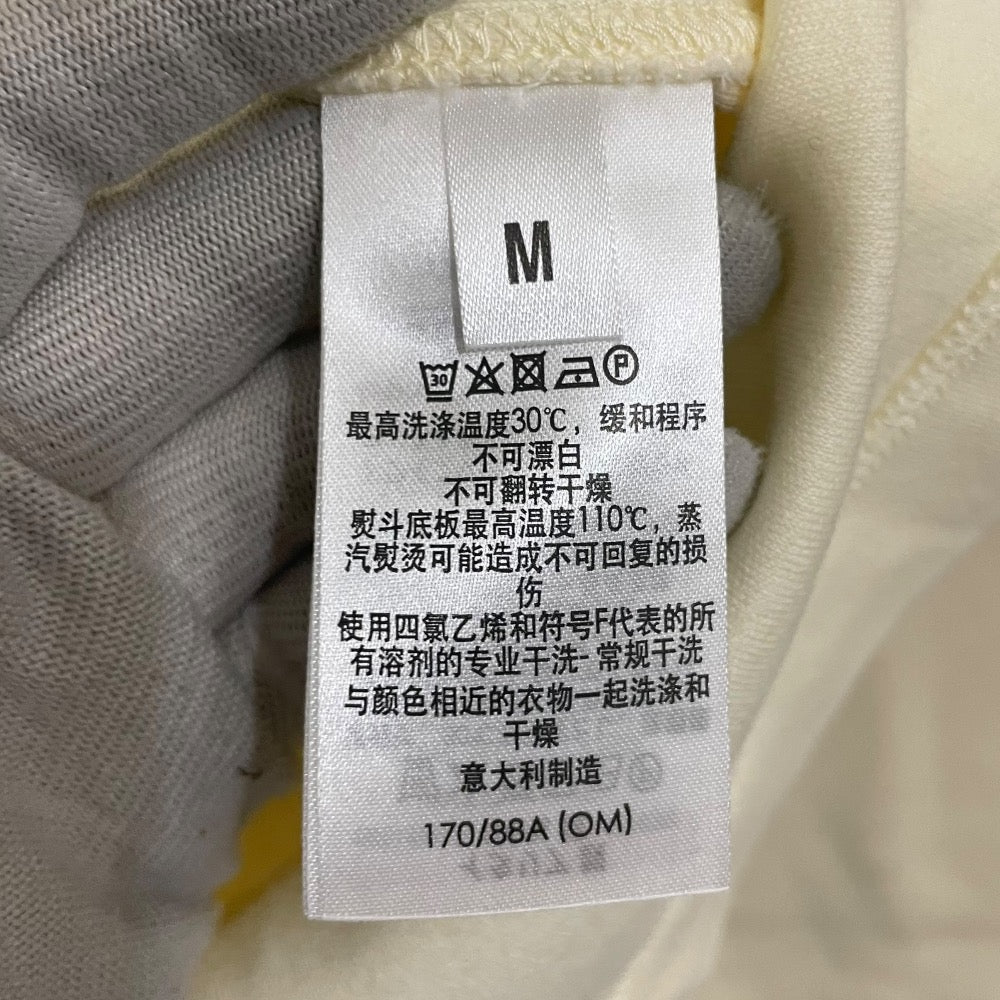 M
30 P
最高洗涤温度30℃，缓和程序
不可漂白
不可翻转干燥
熨斗底板最高温度110℃，蒸
汽熨烫可能造成不可回复的损
伤
使用四氯乙烯和符号F代表的所
有溶剂的专业干洗-常规干洗
与颜色相近的衣物一起洗涤和
干燥
意大利制造
170/88A (OM)